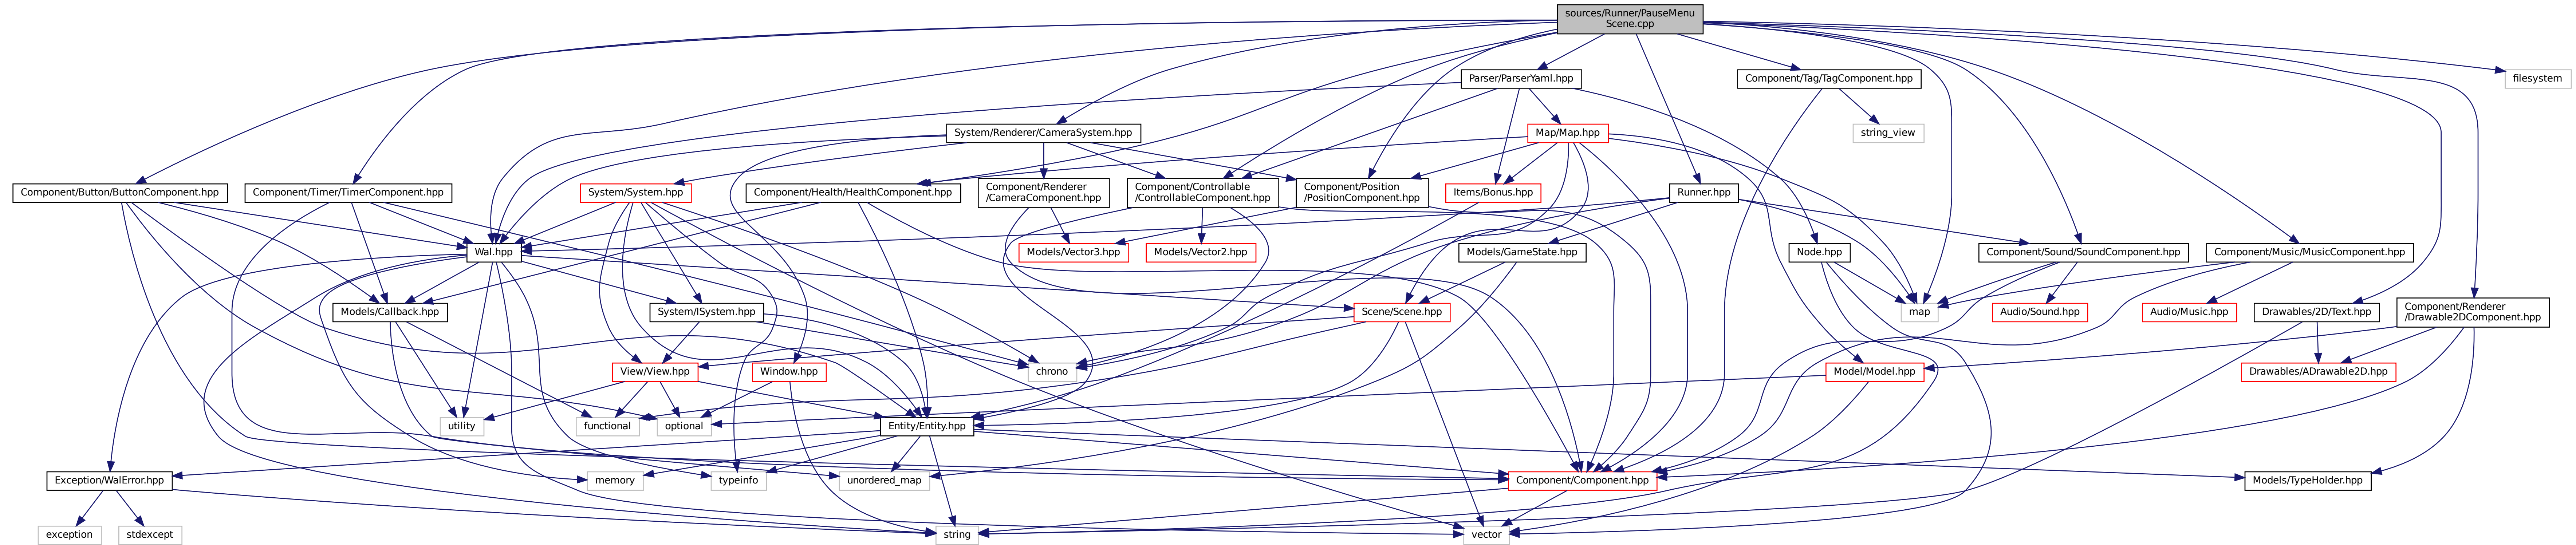 sources/Runner/PauseMenu
Scene.cpp
Parser/ParserYaml.hpp
Component/Tag/TagComponent.hpp
filesystem
System/Renderer/CameraSystem.hpp
Map/Map.hpp
string_view
Component/Button/ButtonComponent.hpp
Component/Timer/TimerComponent.hpp
System/System.hpp
Component/Health/HealthComponent.hpp
Component/Renderer
/CameraComponent.hpp
Component/Controllable
/ControllableComponent.hpp
Component/Position
/PositionComponent.hpp
Items/Bonus.hpp
Runner.hpp
Wal.hpp
Models/Vector3.hpp
Models/Vector2.hpp
Models/GameState.hpp
Node.hpp
Component/Sound/SoundComponent.hpp
Component/Music/MusicComponent.hpp
Models/Callback.hpp
System/ISystem.hpp
Scene/Scene.hpp
map
Audio/Sound.hpp
Audio/Music.hpp
Drawables/2D/Text.hpp
Component/Renderer
/Drawable2DComponent.hpp
View/View.hpp
Window.hpp
chrono
Model/Model.hpp
Drawables/ADrawable2D.hpp
utility
functional
optional
Entity/Entity.hpp
Exception/WalError.hpp
memory
typeinfo
unordered_map
Component/Component.hpp
Models/TypeHolder.hpp
exception
stdexcept
string
vector